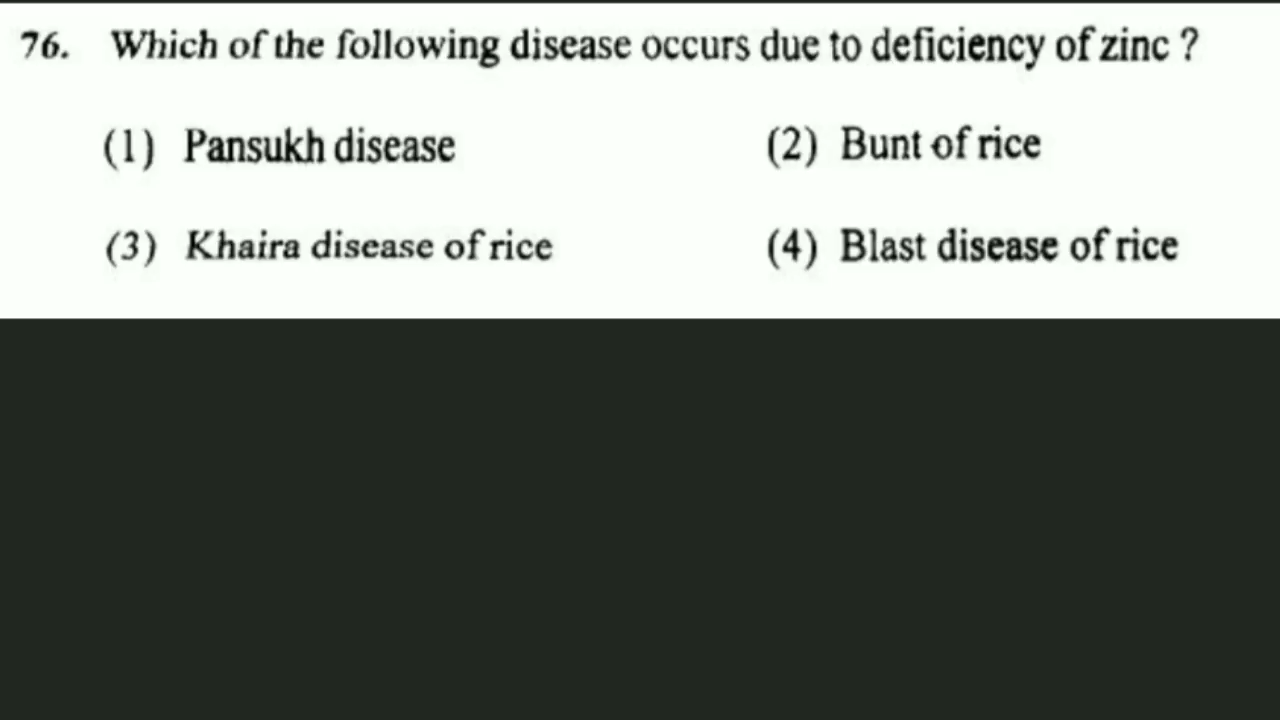 76. Which of the following disease occurs due to deficiency of zinc ?
(1) Pansukh disease (2) Bunt of rice
(3) Khaira disease of rice (4) Blast disease of rice